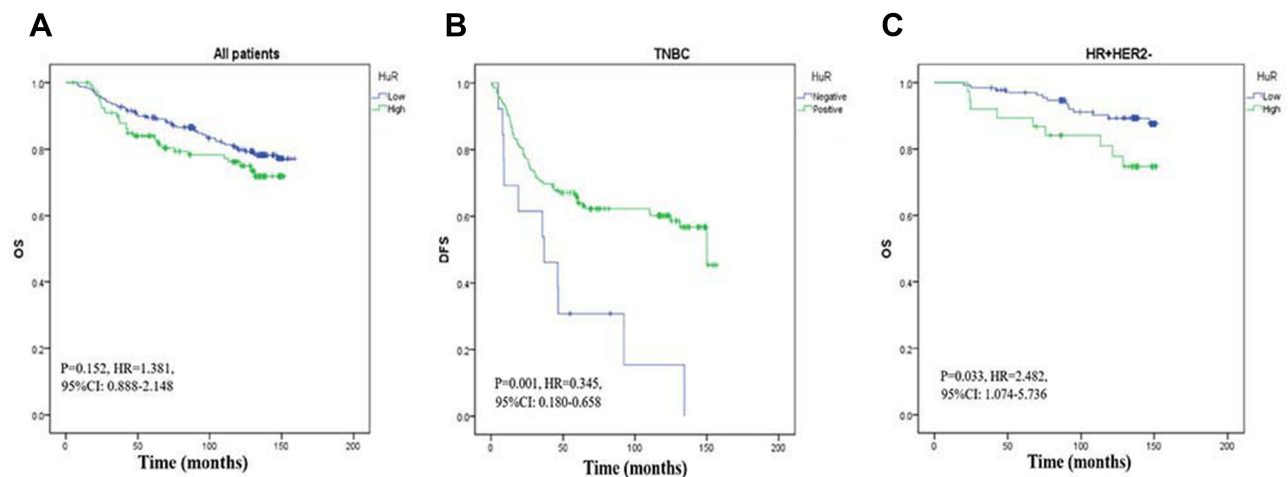 A
All patients
HuR
Low
High
1.0
0.8
0.6
0.4
0.2
0.0
OS
P=0.152, HR=1.381,
95%CI: 0.888-2.148
0 50 100 150 200
Time (months)
B
TNBC
HuR
Negative
Positive
1.0
0.8
0.6
0.4
0.2
0.0
DFS
P=0.001, HR=0.345,
95%CI: 0.180-0.658
0 50 100 150 200
Time (months)
C
HR+HER2-
HuR
Low
High
1.0
0.8
0.6
0.4
0.2
0.0
OS
P=0.033, HR=2.482,
95%CI: 1.074-5.736
0 50 100 150 200
Time (months)